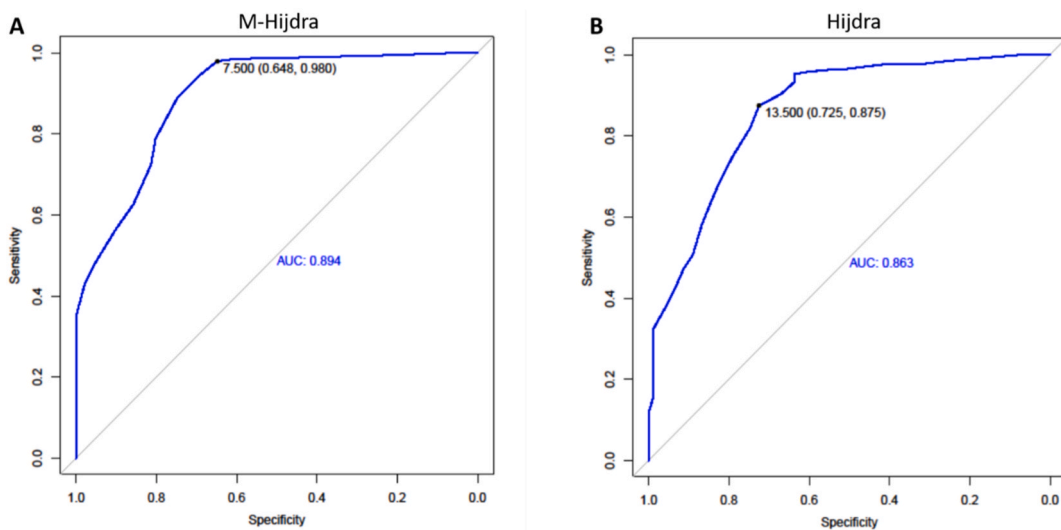 A
M-Hijdra
1.0
0.8
0.6
0.4
0.2
0.0
Sensitivity
7.500 (0.648, 0.980)
AUC: 0.894
1.0 0.8 0.6 0.4 0.2 0.0
Specificity
B
Hijdra
1.0
0.8
0.6
0.4
0.2
0.0
Sensitivity
13.500 (0.725, 0.875)
AUC: 0.863
1.0 0.8 0.6 0.4 0.2 0.0
Specificity